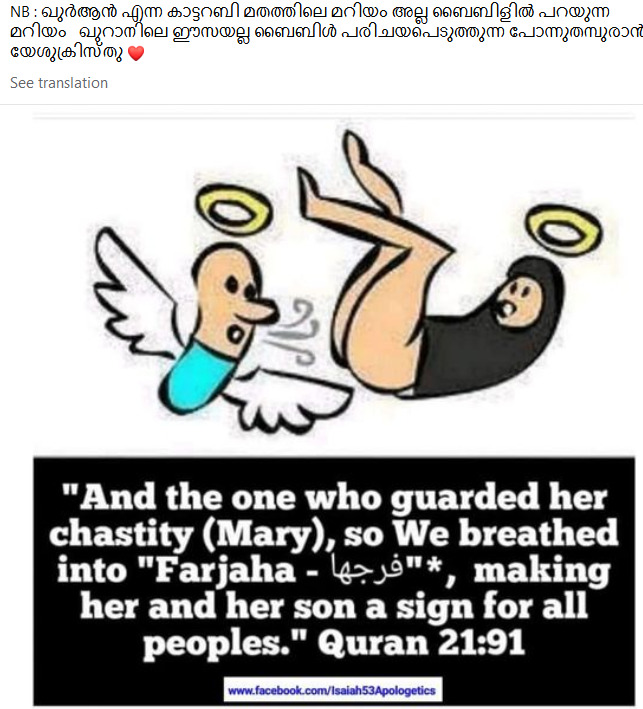 NB : ഖുർആൻ എന്ന കാട്ടറബി മതത്തിലെ മറിയം അല്ല ബൈബിളിൽ പറയുന്ന
മറിയം ഖുറാനിലെ ഈസയല്ല ബൈബിൾ പരിചയപെടുത്തുന്ന പോന്നുതമ്പുരാൻ
യേശുക്രിസ്തു ❤️
See translation
"And the one who guarded her
chastity (Mary), so We breathed
into "Farjaha - فرجها"*, making
her and her son a sign for all
peoples." Quran 21:91
www.facebook.com/Isaiah53Apologetics